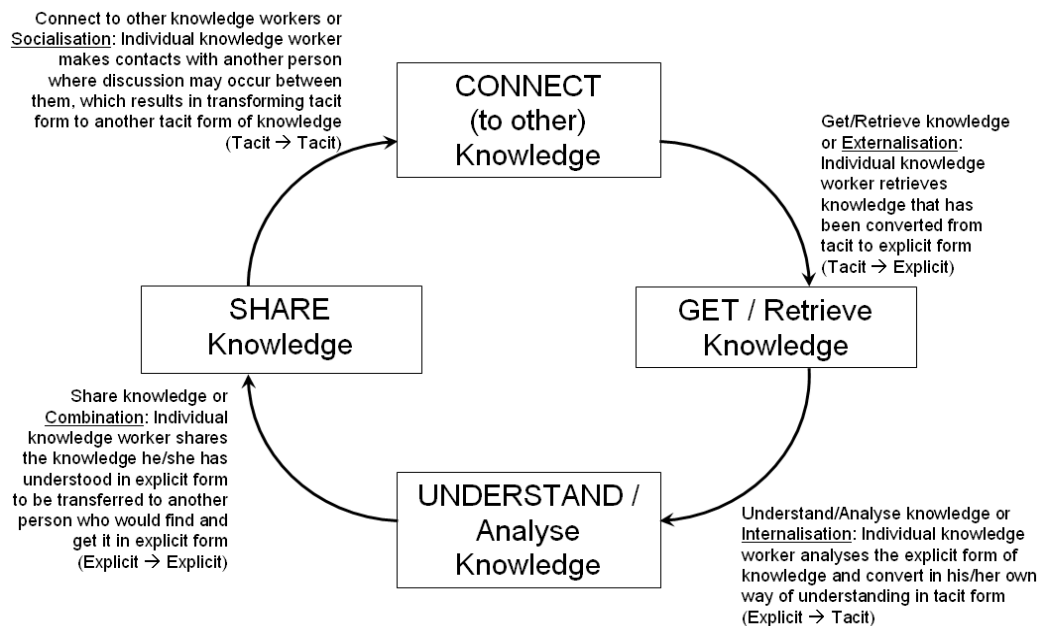 Connect to other knowledge workers or
Socialisation: Individual knowledge worker
makes contacts with another person
where discussion may occur between
them, which results in transforming tacit
form to another tacit form of knowledge
(Tacit → Tacit)
CONNECT
(to other)
Knowledge
Get/Retrieve knowledge
or Externalisation:
Individual knowledge
worker retrieves
knowledge that has
been converted from
tacit to explicit form
(Tacit → Explicit)
GET / Retrieve
Knowledge
Understand/Analyse knowledge or
Internalisation: Individual knowledge
worker analyses the explicit form of
knowledge and convert in his/her own
way of understanding in tacit form
(Explicit → Tacit)
UNDERSTAND /
Analyse
Knowledge
Share knowledge or
Combination: Individual
knowledge worker shares
the knowledge he/she has
understood in explicit form
to be transferred to another
person who would find and
get it in explicit form
(Explicit → Explicit)
SHARE
Knowledge